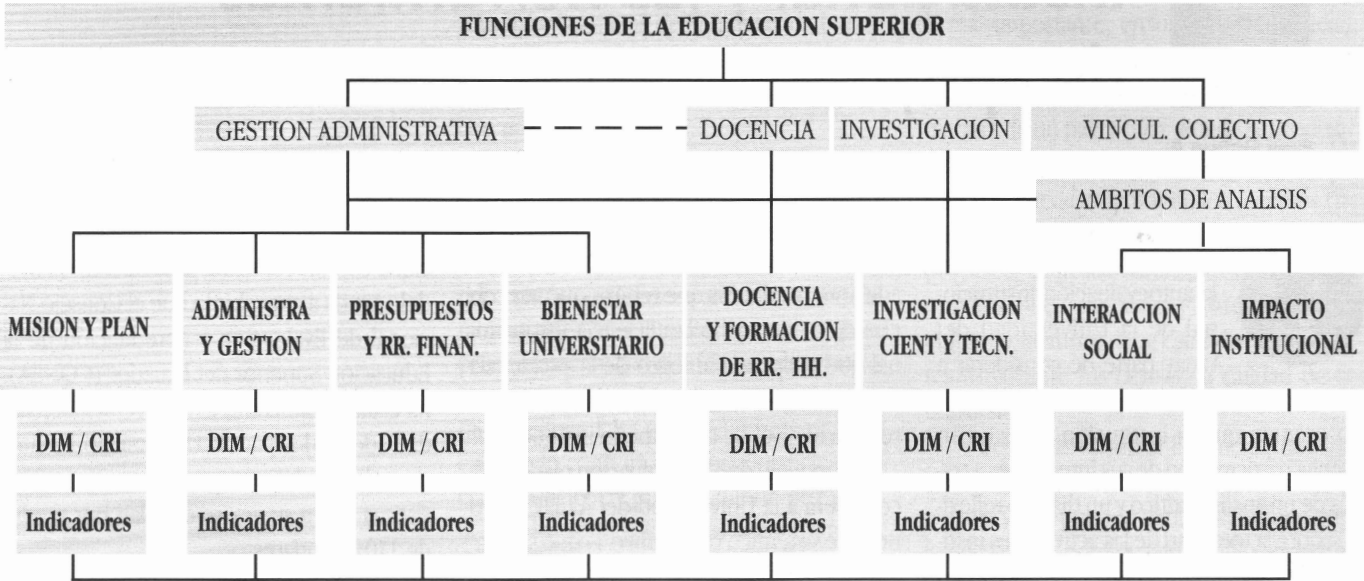 FUNCIONES DE LA EDUCACION SUPERIOR
GESTION ADMINISTRATIVA
DOCENCIA
INVESTIGACION
VINCUL. COLECTIVO
AMBITOS DE ANALISIS
MISION Y PLAN
ADMINISTRA
Y GESTION
PRESUPUESTOS
Y RR. FINAN.
BIENESTAR
UNIVERSITARIO
DOCENCIA
Y FORMACION
DE RR. HH.
INVESTIGACION
CIENT Y TECN.
INTERACCION
SOCIAL
IMPACTO
INSTITUCIONAL
DIM / CRI
DIM / CRI
DIM / CRI
DIM / CRI
DIM / CRI
DIM / CRI
DIM / CRI
DIM / CRI
Indicadores
Indicadores
Indicadores
Indicadores
Indicadores
Indicadores
Indicadores
Indicadores